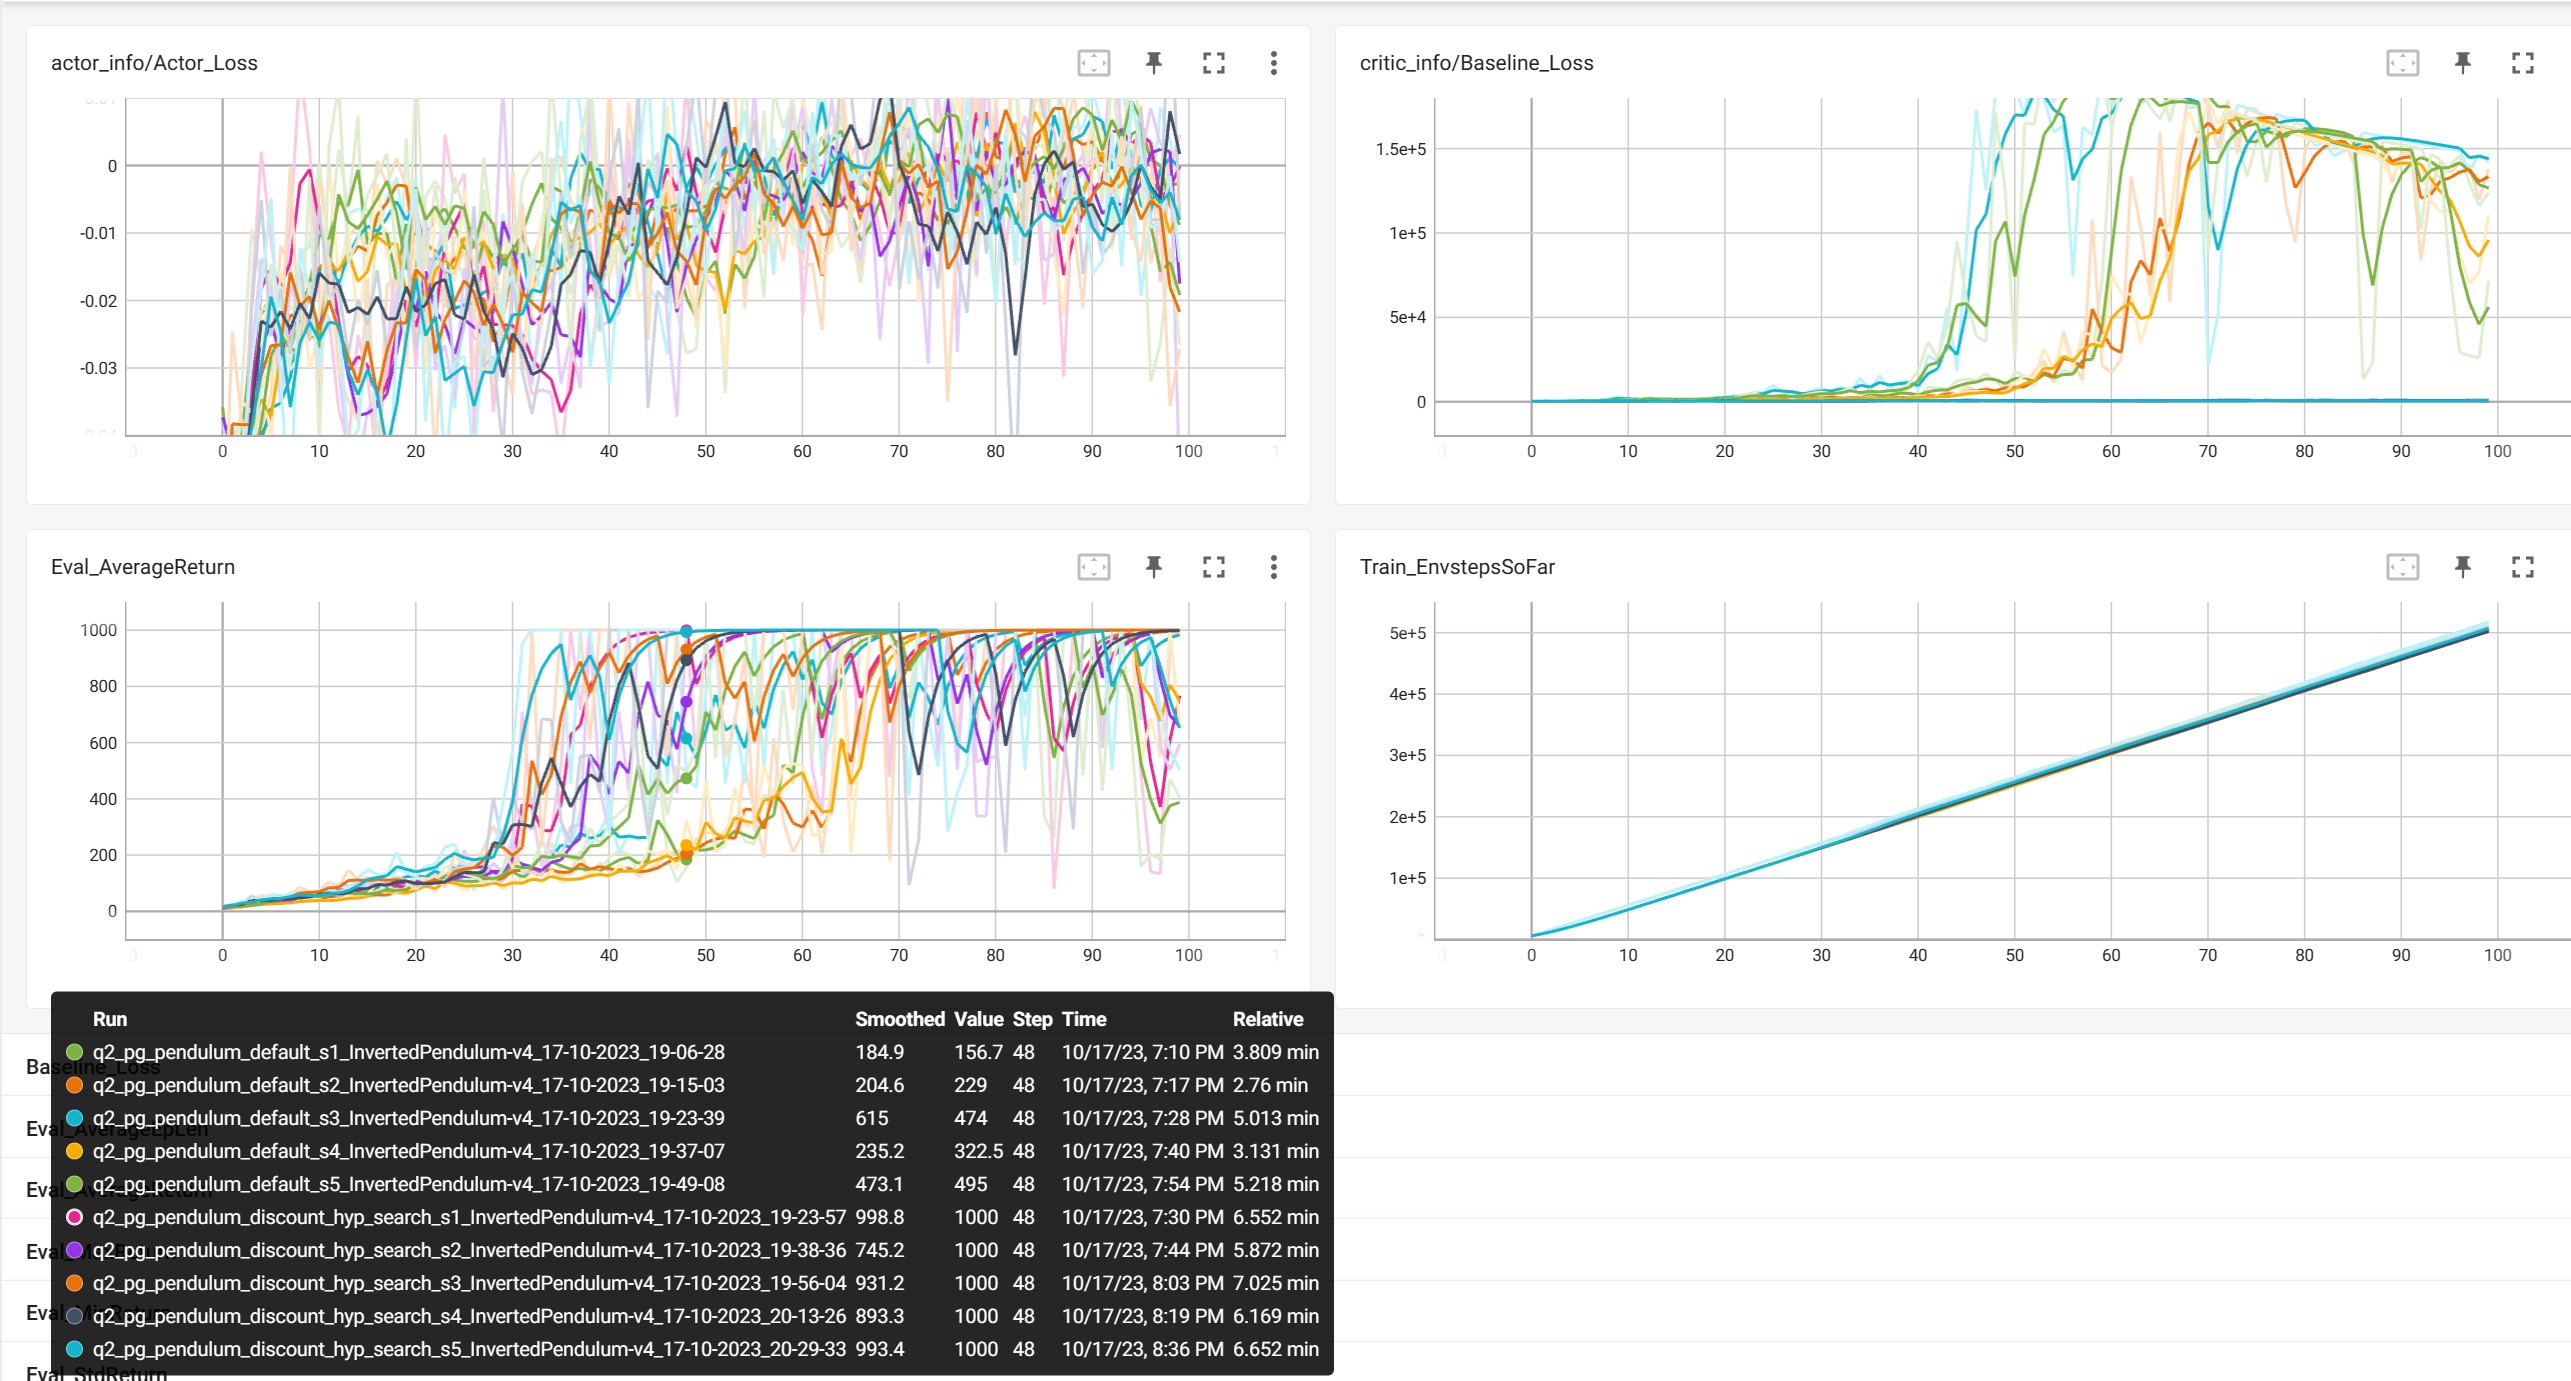 actor_info/Actor_Loss
critic_info/Baseline_Loss
0
-0.01
-0.02
-0.03
0 10 20 30 40 50 60 70 80 90 100
1.5e+5
1e+5
5e+4
0
0 10 20 30 40 50 60 70 80 90 100
Eval_AverageReturn
Train_EnvstepsSoFar
1000
800
600
400
200
0
0 10 20 30 40 50 60 70 80 90 100
5e+5
4e+5
3e+5
2e+5
1e+5
0 10 20 30 40 50 60 70 80 90 100
Run Smoothed Value Step Time Relative
q2_pg_pendulum_default_s1_InvertedPendulum-v4_17-10-2023_19-06-28 184.9 156.7 48 10/17/23, 7:10 PM 3.809 min
q2_pg_pendulum_default_s2_InvertedPendulum-v4_17-10-2023_19-15-03 204.6 229 48 10/17/23, 7:17 PM 2.76 min
q2_pg_pendulum_default_s3_InvertedPendulum-v4_17-10-2023_19-23-39 615 474 48 10/17/23, 7:28 PM 5.013 min
q2_pg_pendulum_default_s4_InvertedPendulum-v4_17-10-2023_19-37-07 235.2 322.5 48 10/17/23, 7:40 PM 3.131 min
q2_pg_pendulum_default_s5_InvertedPendulum-v4_17-10-2023_19-49-08 473.1 495 48 10/17/23, 7:54 PM 5.218 min
q2_pg_pendulum_discount_hyp_search_s1_InvertedPendulum-v4_17-10-2023_19-23-57 998.8 1000 48 10/17/23, 7:30 PM 6.552 min
q2_pg_pendulum_discount_hyp_search_s2_InvertedPendulum-v4_17-10-2023_19-38-36 745.2 1000 48 10/17/23, 7:44 PM 5.872 min
q2_pg_pendulum_discount_hyp_search_s3_InvertedPendulum-v4_17-10-2023_19-56-04 931.2 1000 48 10/17/23, 8:03 PM 7.025 min
q2_pg_pendulum_discount_hyp_search_s4_InvertedPendulum-v4_17-10-2023_20-13-26 893.3 1000 48 10/17/23, 8:19 PM 6.169 min
q2_pg_pendulum_discount_hyp_search_s5_InvertedPendulum-v4_17-10-2023_20-29-33 993.4 1000 48 10/17/23, 8:36 PM 6.652 min
Baseline_Loss
Eval_AverageEpLen
Eval_AverageReturn
Eval_StdReturn